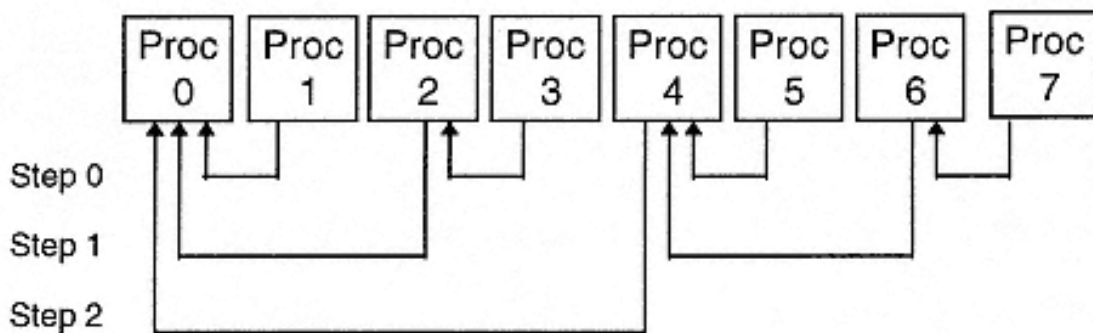 Proc 0
Proc 1
Proc 2
Proc 3
Proc 4
Proc 5
Proc 6
Proc 7
Step 0
Step 1
Step 2